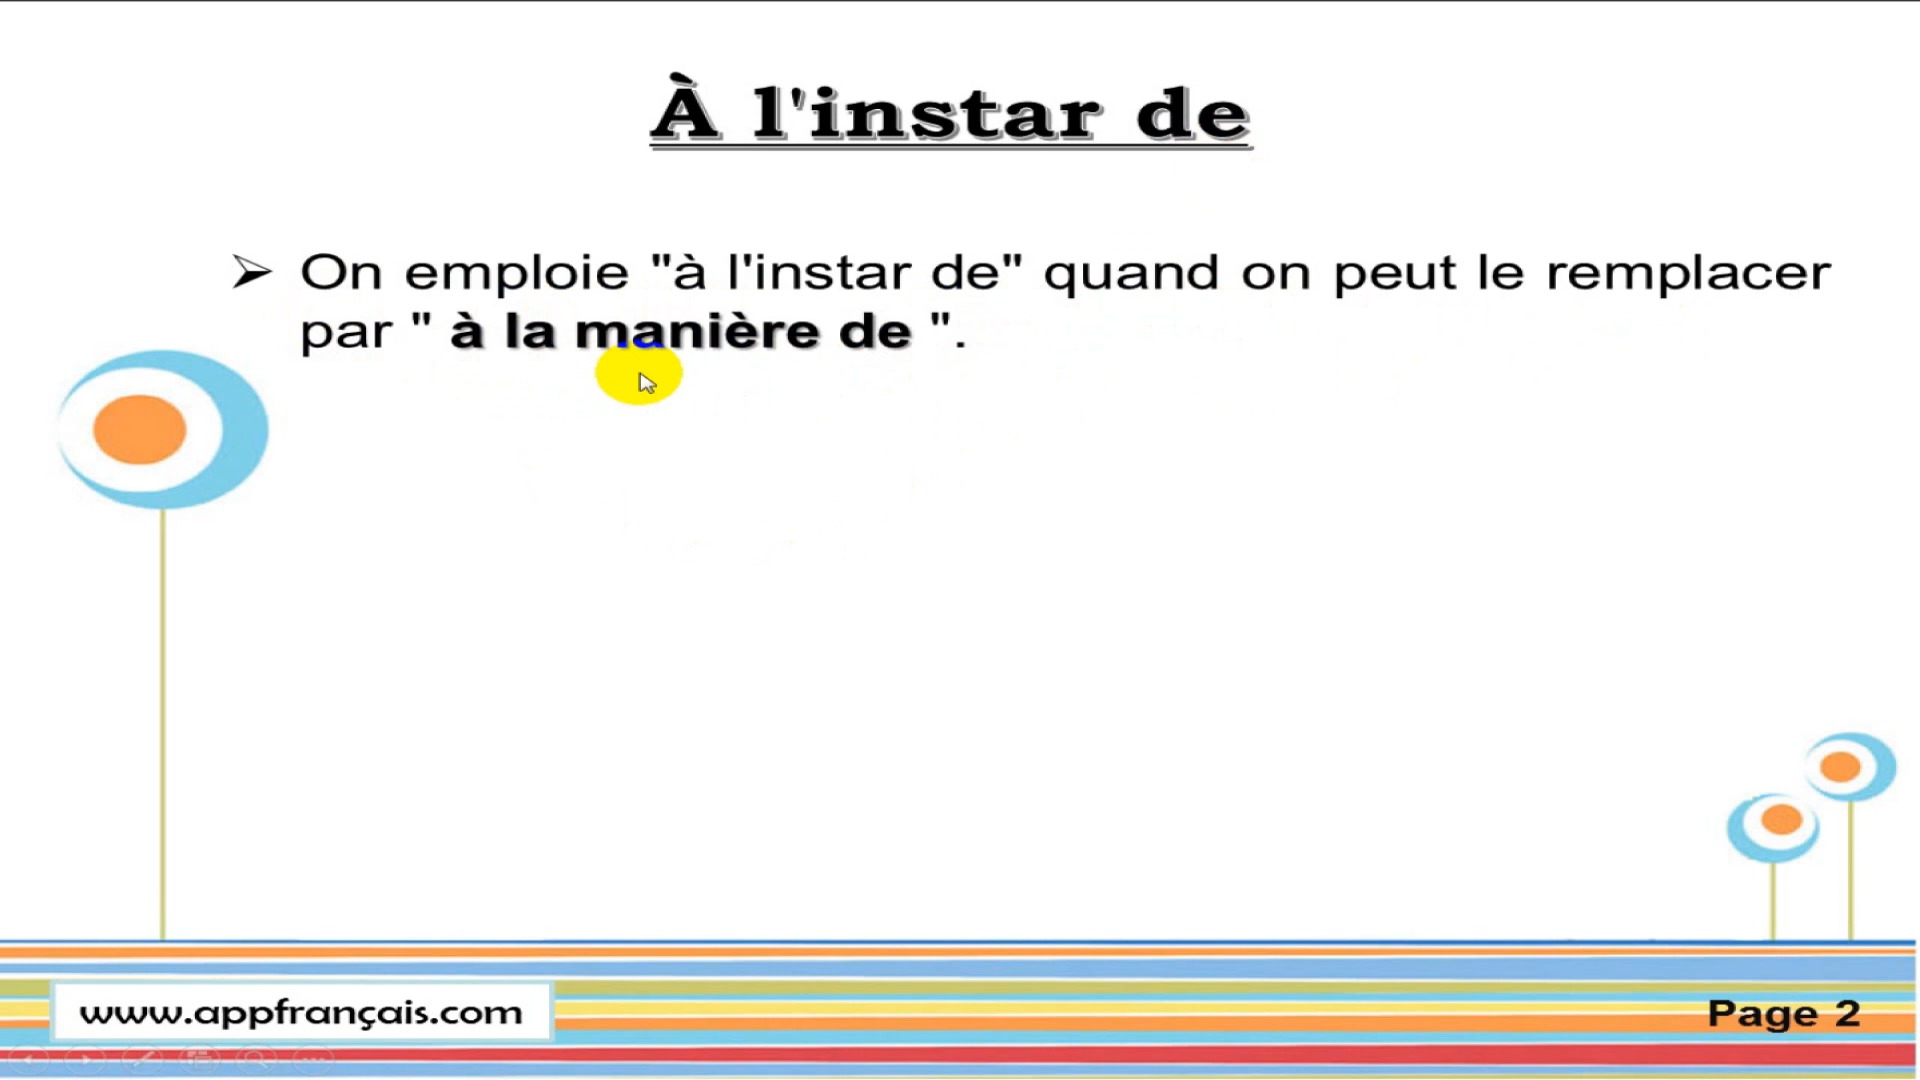 À l'instar de
➢ On emploie "à l'instar de" quand on peut le remplacer
par " à la manière de ".
www.appfrançais.com
Page 2